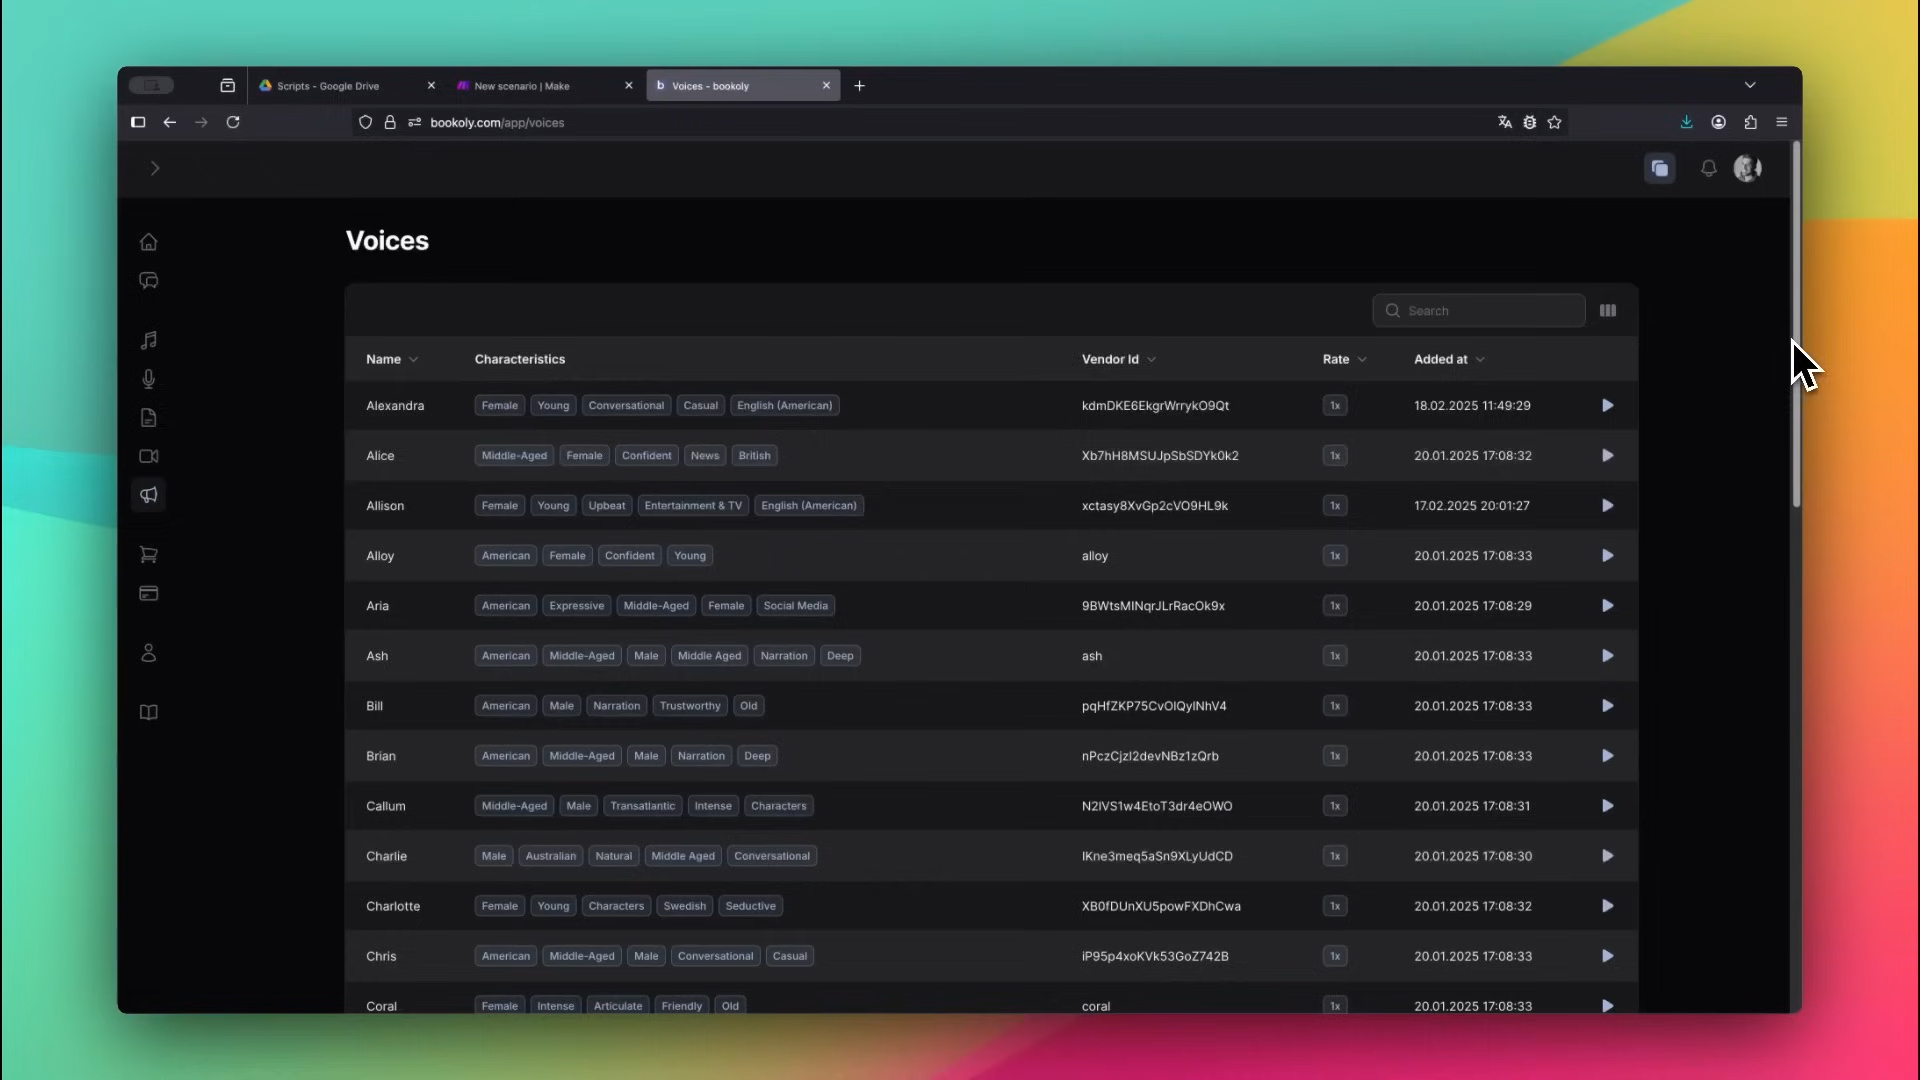 Scripts - Google Drive
New scenario | Make
b Voices - bookoly
bookoly.com/app/voices
Voices
Search
Name Characteristics Vendor Id Rate Added at
Alexandra Female Young Conversational Casual English (American) kdmDKE6EkgrWrrykO9Qt 1x 18.02.2025 11:49:29
Alice Middle-Aged Female Confident News British Xb7hH8MSUJpSbSDYk0k2 1x 20.01.2025 17:08:32
Allison Female Young Upbeat Entertainment & TV English (American) xctasy8XvGp2cVO9HL9k 1x 17.02.2025 20:01:27
Alloy American Female Confident Young alloy 1x 20.01.2025 17:08:33
Aria American Expressive Middle-Aged Female Social Media 9BWtsMINqrJLrRacOk9x 1x 20.01.2025 17:08:29
Ash American Middle-Aged Male Middle Aged Narration Deep ash 1x 20.01.2025 17:08:33
Bill American Male Narration Trustworthy Old pqHfZKP75CvOlQylNhV4 1x 20.01.2025 17:08:33
Brian American Middle-Aged Male Narration Deep nPczCjzI2devNBz1zQrb 1x 20.01.2025 17:08:33
Callum Middle-Aged Male Transatlantic Intense Characters N2lVS1w4EtoT3dr4eOWO 1x 20.01.2025 17:08:31
Charlie Male Australian Natural Middle Aged Conversational IKne3meq5aSn9XLyUdCD 1x 20.01.2025 17:08:30
Charlotte Female Young Characters Swedish Seductive XB0fDUnXU5powFXDhCwa 1x 20.01.2025 17:08:32
Chris American Middle-Aged Male Conversational Casual iP95p4xoKVk53GoZ742B 1x 20.01.2025 17:08:33
Coral Female Intense Articulate Friendly Old coral 1x 20.01.2025 17:08:33